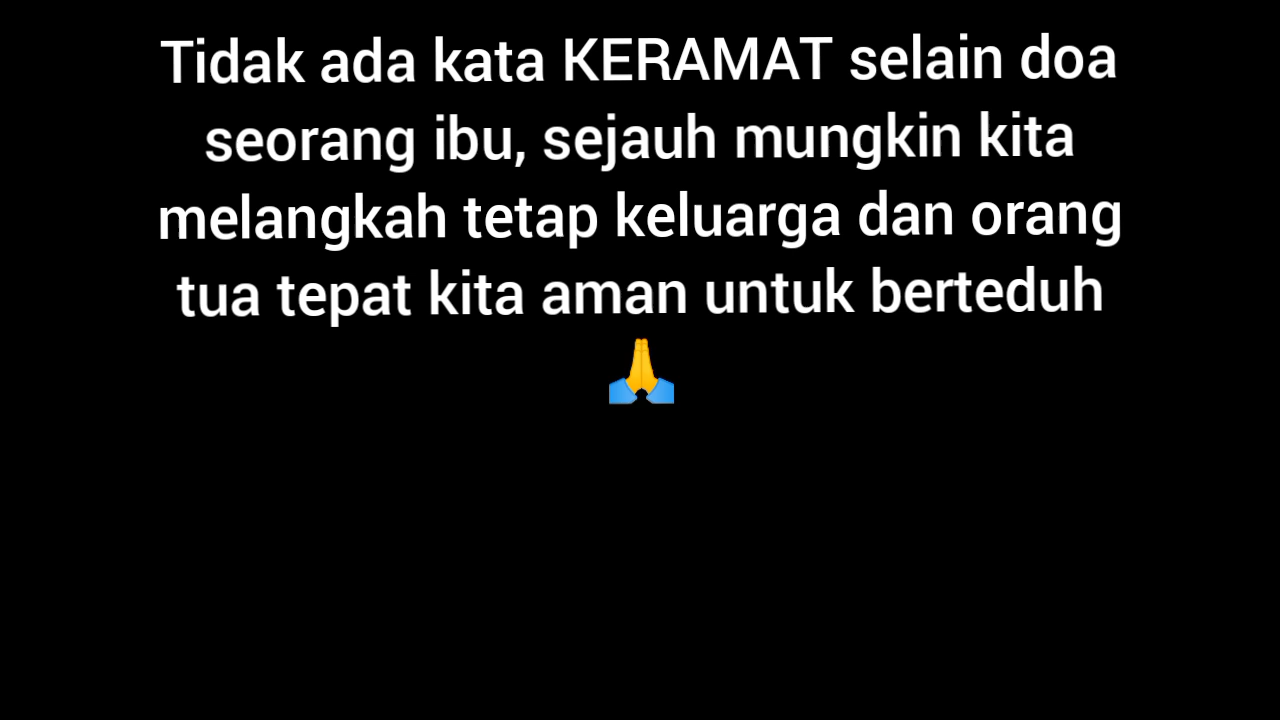 Tidak ada kata KERAMAT selain doa
seorang ibu, sejauh mungkin kita
melangkah tetap keluarga dan orang
tua tepat kita aman untuk berteduh
🙏